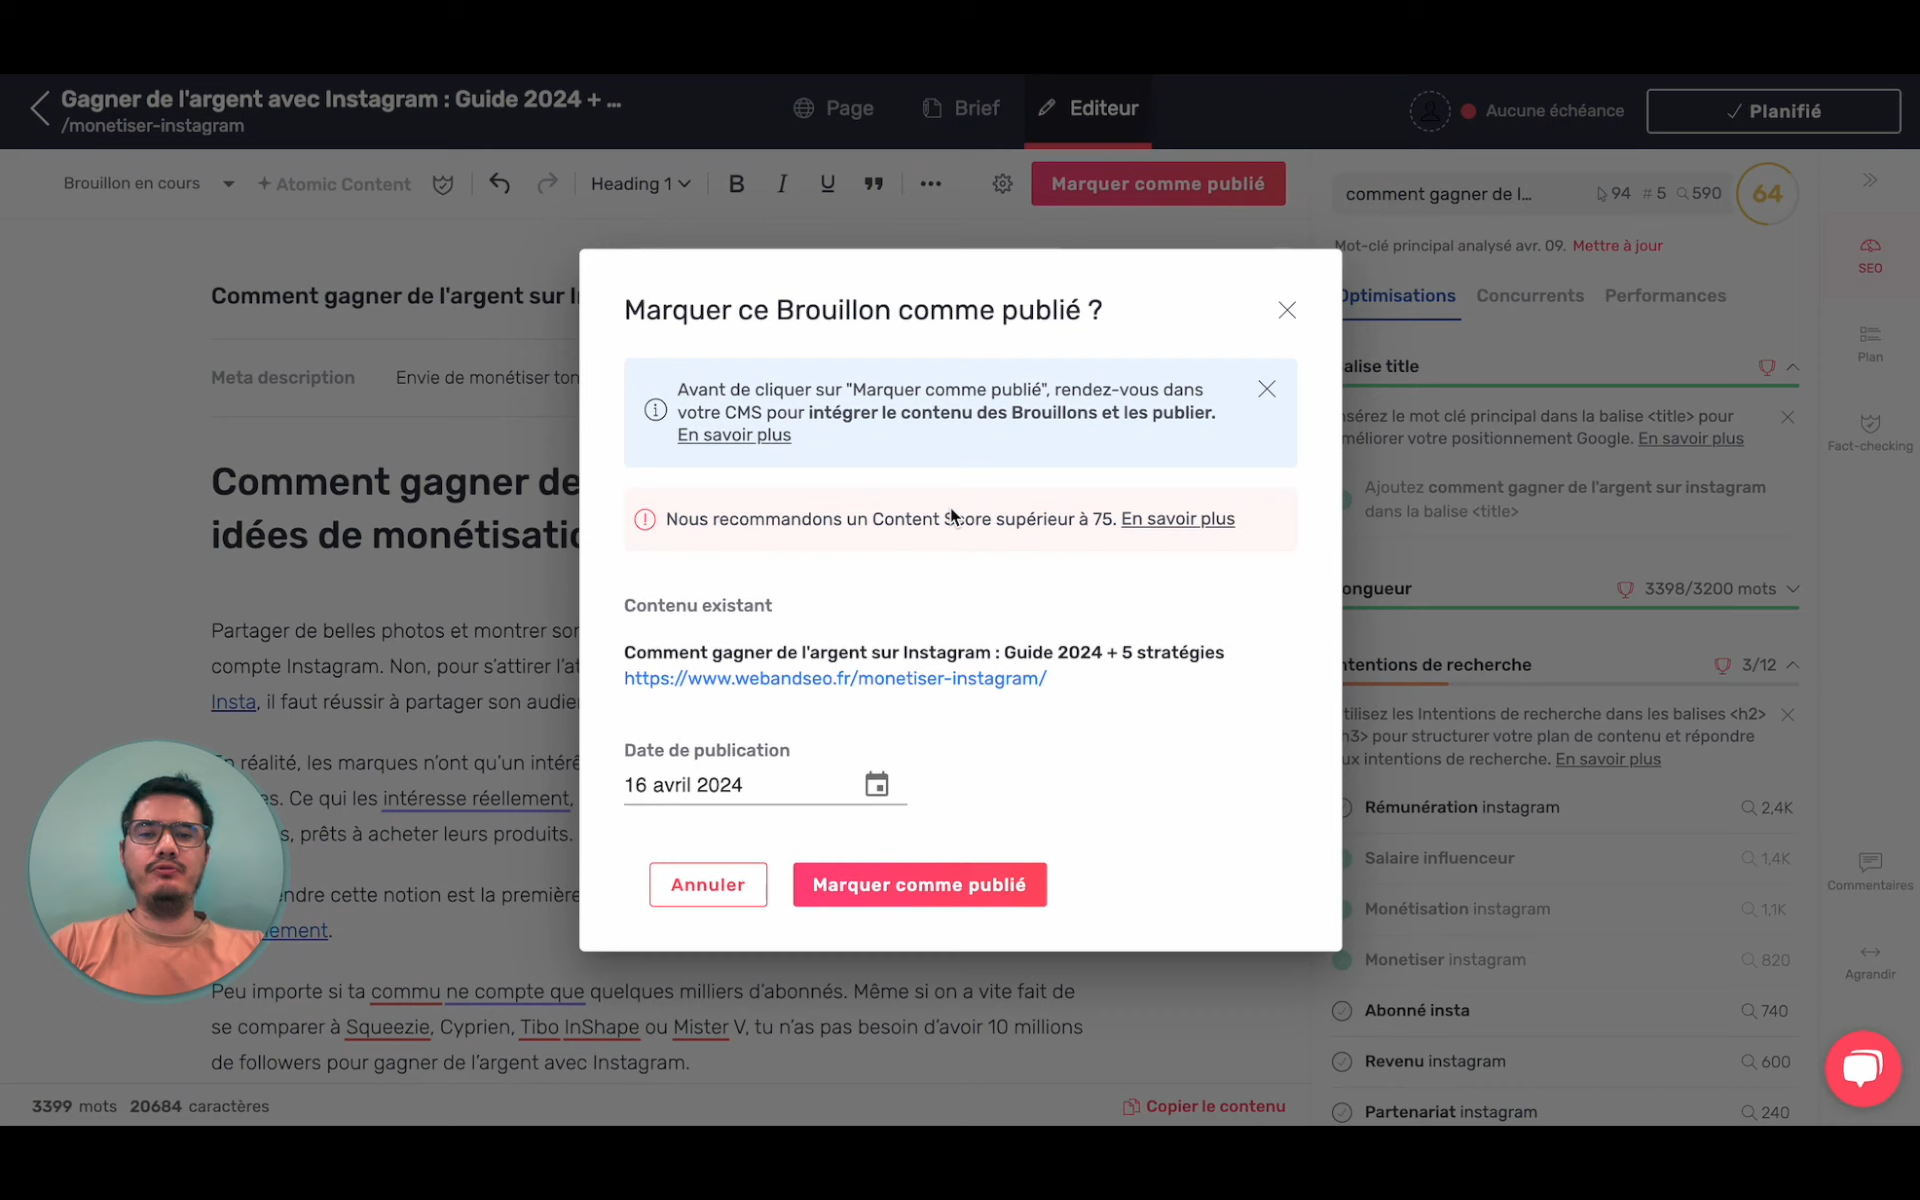 Gagner de l'argent avec Instagram : Guide 2024 + ...
/monetiser-instagram
Page
Brief
Editeur
Aucune échéance
Planifié
Brouillon en cours
+ Atomic Content
Heading 1
B
I
U
Marquer comme publié
comment gagner de l...
94
# 5
590
64
Mot-clé principal analysé avr. 09. Mettre à jour
Optimisations
Concurrents
Performances
Comment gagner de l'argent sur I
Meta description
Envie de monétiser ton
Comment gagner de
idées de monétisatio
Partager de belles photos et montrer son
compte Instagram. Non, pour s'attirer l'at
Insta, il faut réussir à partager son audien
réalité, les marques n'ont qu'un intérê
es. Ce qui les intéresse réellement,
s, prêts à acheter leurs produits.
endre cette notion est la première
ement.
Peu importe si ta commu ne compte que quelques milliers d'abonnés. Même si on a vite fait de
se comparer à Squeezie, Cyprien, Tibo InShape ou Mister V, tu n'as pas besoin d'avoir 10 millions
de followers pour gagner de l'argent avec Instagram.
3399 mots 20684 caractères
Copier le contenu
Marquer ce Brouillon comme publié ?
Avant de cliquer sur "Marquer comme publié", rendez-vous dans
votre CMS pour intégrer le contenu des Brouillons et les publier.
En savoir plus
Nous recommandons un Content Score supérieur à 75. En savoir plus
Contenu existant
Comment gagner de l'argent sur Instagram : Guide 2024 + 5 stratégies
https://www.webandseo.fr/monetiser-instagram/
Date de publication
16 avril 2024
Annuler
Marquer comme publié
alise title
sérez le mot clé principal dans la balise <title> pour
méliorer votre positionnement Google. En savoir plus
Ajoutez comment gagner de l'argent sur instagram
dans la balise <title>
ongueur
3398/3200 mots
ntentions de recherche
3/12
tilisez les Intentions de recherche dans les balises <h2>
h3> pour structurer votre plan de contenu et répondre
ux intentions de recherche. En savoir plus
Rémunération instagram
2,4K
Salaire influenceur
1,4K
Monétisation instagram
1,1K
Monetiser instagram
820
Abonné insta
740
Revenu instagram
600
Partenariat instagram
240
SEO
Plan
Fact-checking
Commentaires
Agrandir